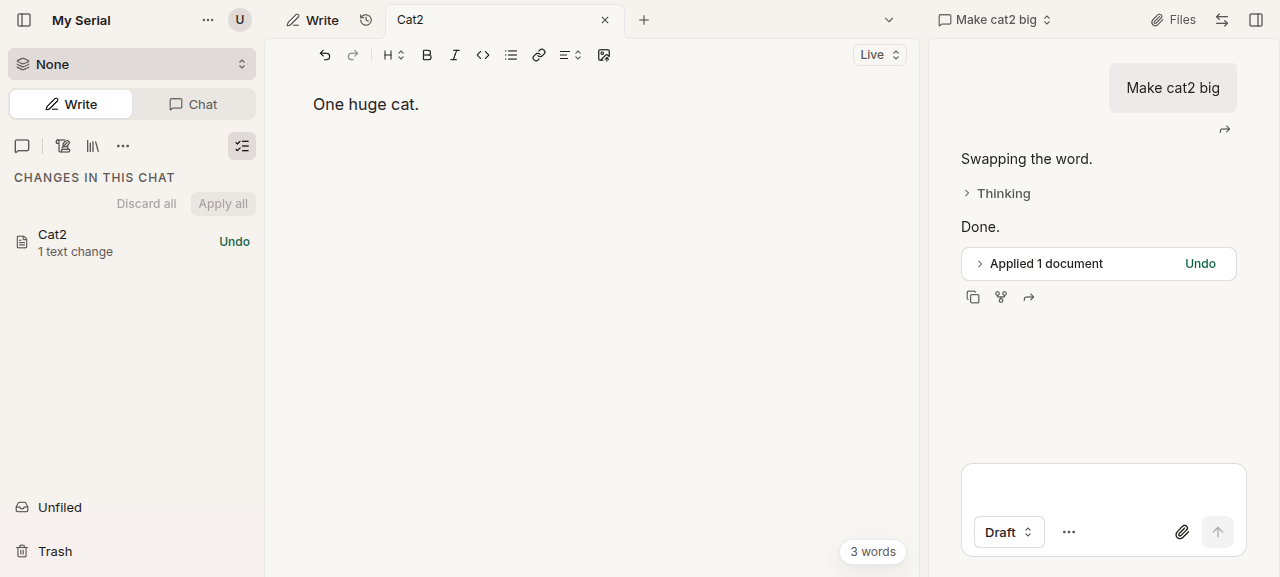 My Serial
U
None
Write
Chat
CHANGES IN THIS CHAT
Discard all
Apply all
Cat2
1 text change
Undo
Unfiled
Trash
Write
Cat2
H
B
I
Live
One huge cat.
3 words
Make cat2 big
Files
Make cat2 big
Swapping the word.
Thinking
Done.
Applied 1 document
Undo
Draft